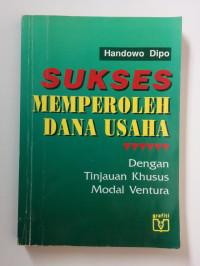 Handowo Dipo
SUKSES
MEMPEROLEH
DANA USAHA
Dengan
Tinjauan Khusus
Modal Ventura
grafiti